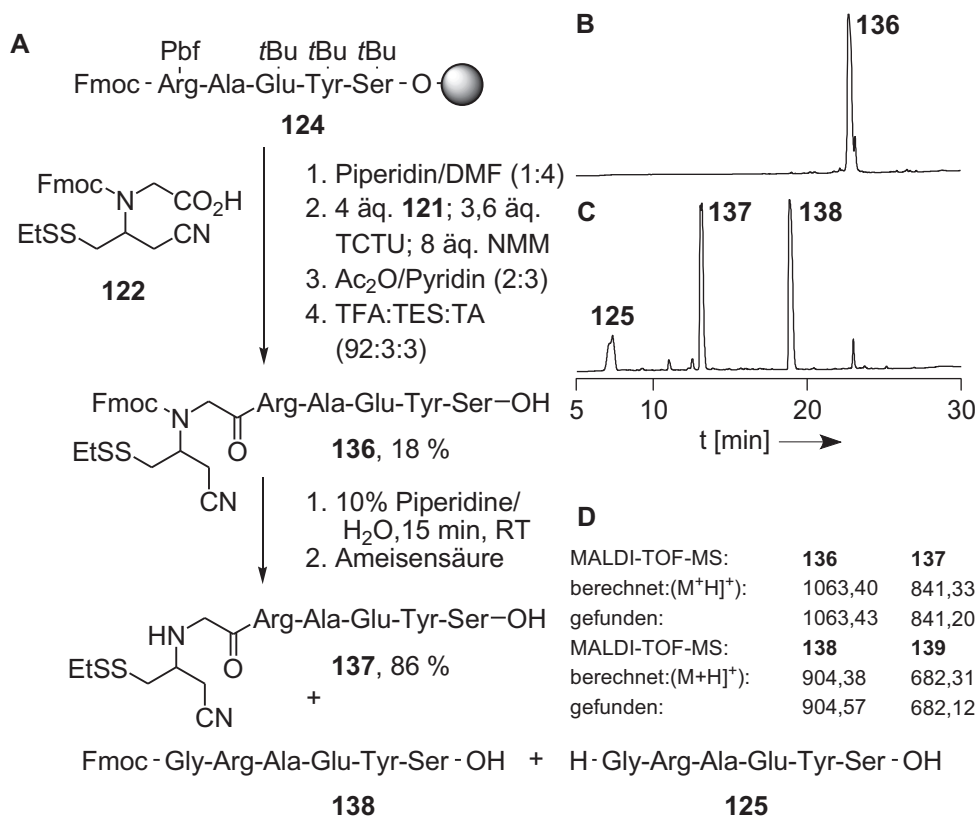 A
Pbf tBu tBu tBu
Fmoc-Arg-Ala-Glu-Tyr-Ser-O
124
Fmoc
N
CO2H
EtSS
CN
122
1. Piperidin/DMF (1:4)
2. 4 äq. 121; 3,6 äq.
TCTU; 8 äq. NMM
3. Ac2O/Pyridin (2:3)
4. TFA:TES:TA
(92:3:3)
Fmoc
N
Arg-Ala-Glu-Tyr-Ser-OH
O
EtSS
CN
136, 18 %
1. 10% Piperidine/
H2O,15 min, RT
2. Ameisensäure
HN
Arg-Ala-Glu-Tyr-Ser-OH
O
EtSS
CN
137, 86 %
+
Fmoc-Gly-Arg-Ala-Glu-Tyr-Ser-OH + H-Gly-Arg-Ala-Glu-Tyr-Ser-OH
138 125
B
136
C
137 138
125
5 10 20 30
t [min]
D
MALDI-TOF-MS: 136 137
berechnet:(M+H]+): 1063,40 841,33
gefunden: 1063,43 841,20
MALDI-TOF-MS: 138 139
berechnet:(M+H]+): 904,38 682,31
gefunden: 904,57 682,12